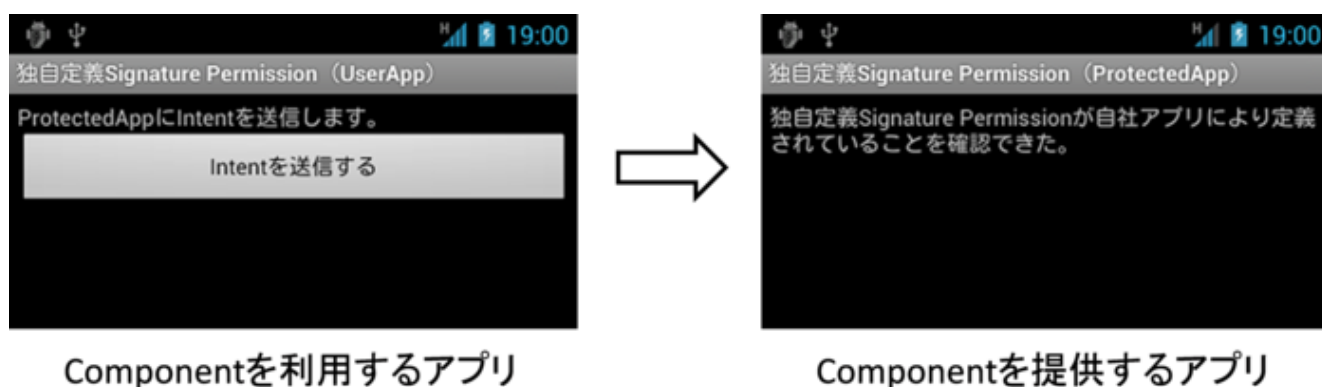 H 19:00
独自定義Signature Permission（UserApp）
ProtectedAppにIntentを送信します。
Intentを送信する
Componentを利用するアプリ
H 19:00
独自定義Signature Permission（ProtectedApp）
独自定義Signature Permissionが自社アプリにより定義
されていることを確認できた。
Componentを提供するアプリ